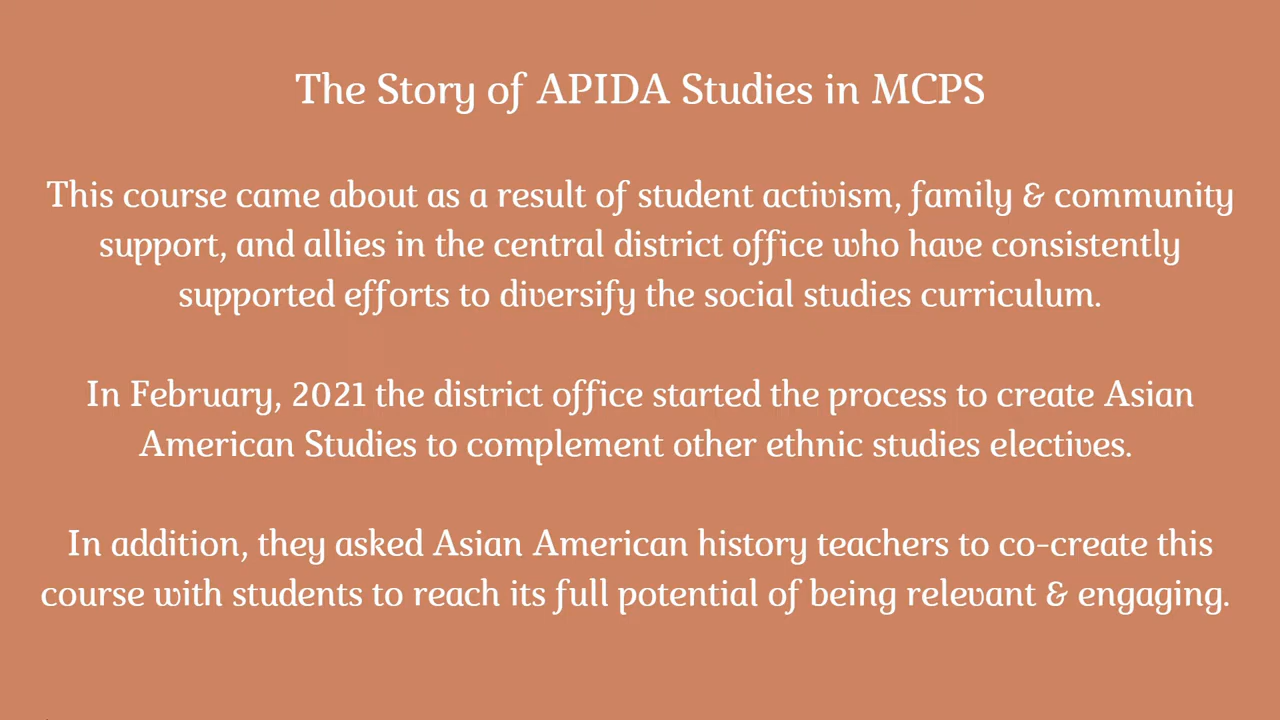 The Story of APIDA Studies in MCPS
This course came about as a result of student activism, family & community
support, and allies in the central district office who have consistently
supported efforts to diversify the social studies curriculum.
In February, 2021 the district office started the process to create Asian
American Studies to complement other ethnic studies electives.
In addition, they asked Asian American history teachers to co-create this
course with students to reach its full potential of being relevant & engaging.